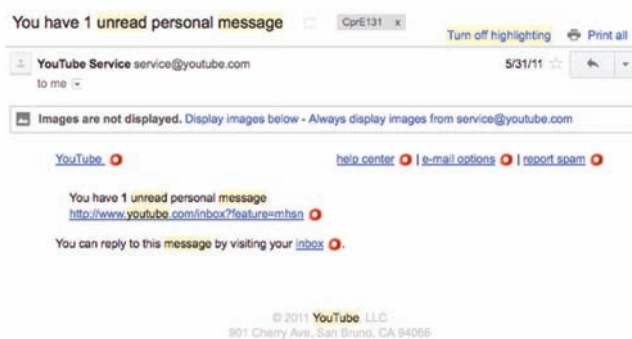 You have 1 unread personal message CprE131 x
Turn off highlighting Print all
YouTube Service service@youtube.com 5/31/11
to me
Images are not displayed. Display images below - Always display images from service@youtube.com
YouTube help center | e-mail options | report spam
You have 1 unread personal message
http://www.youtube.com/inbox?feature=mhsn
You can reply to this message by visiting your inbox .
© 2011 YouTube, LLC
901 Cherry Ave, San Bruno, CA 94066